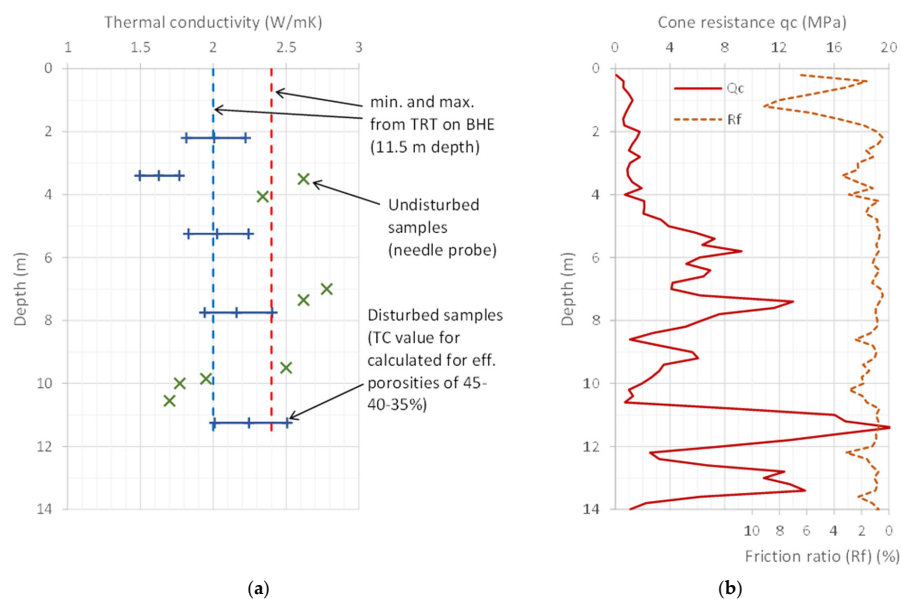 Thermal conductivity (W/mK)
1 1.5 2 2.5 3
0
2
4
6
8
10
12
14
Depth (m)
min. and max.
from TRT on BHE
(11.5 m depth)
Undisturbed
samples
(needle probe)
Disturbed samples
(TC value for
calculated for eff.
porosities of 45-
40-35%)
(a)
Cone resistance qc (MPa)
0 4 8 12 16 20
0
2
4
6
8
10
12
14
Depth (m)
Qc
Rf
10 8 6 4 2 0
Friction ratio (Rf) (%)
(b)